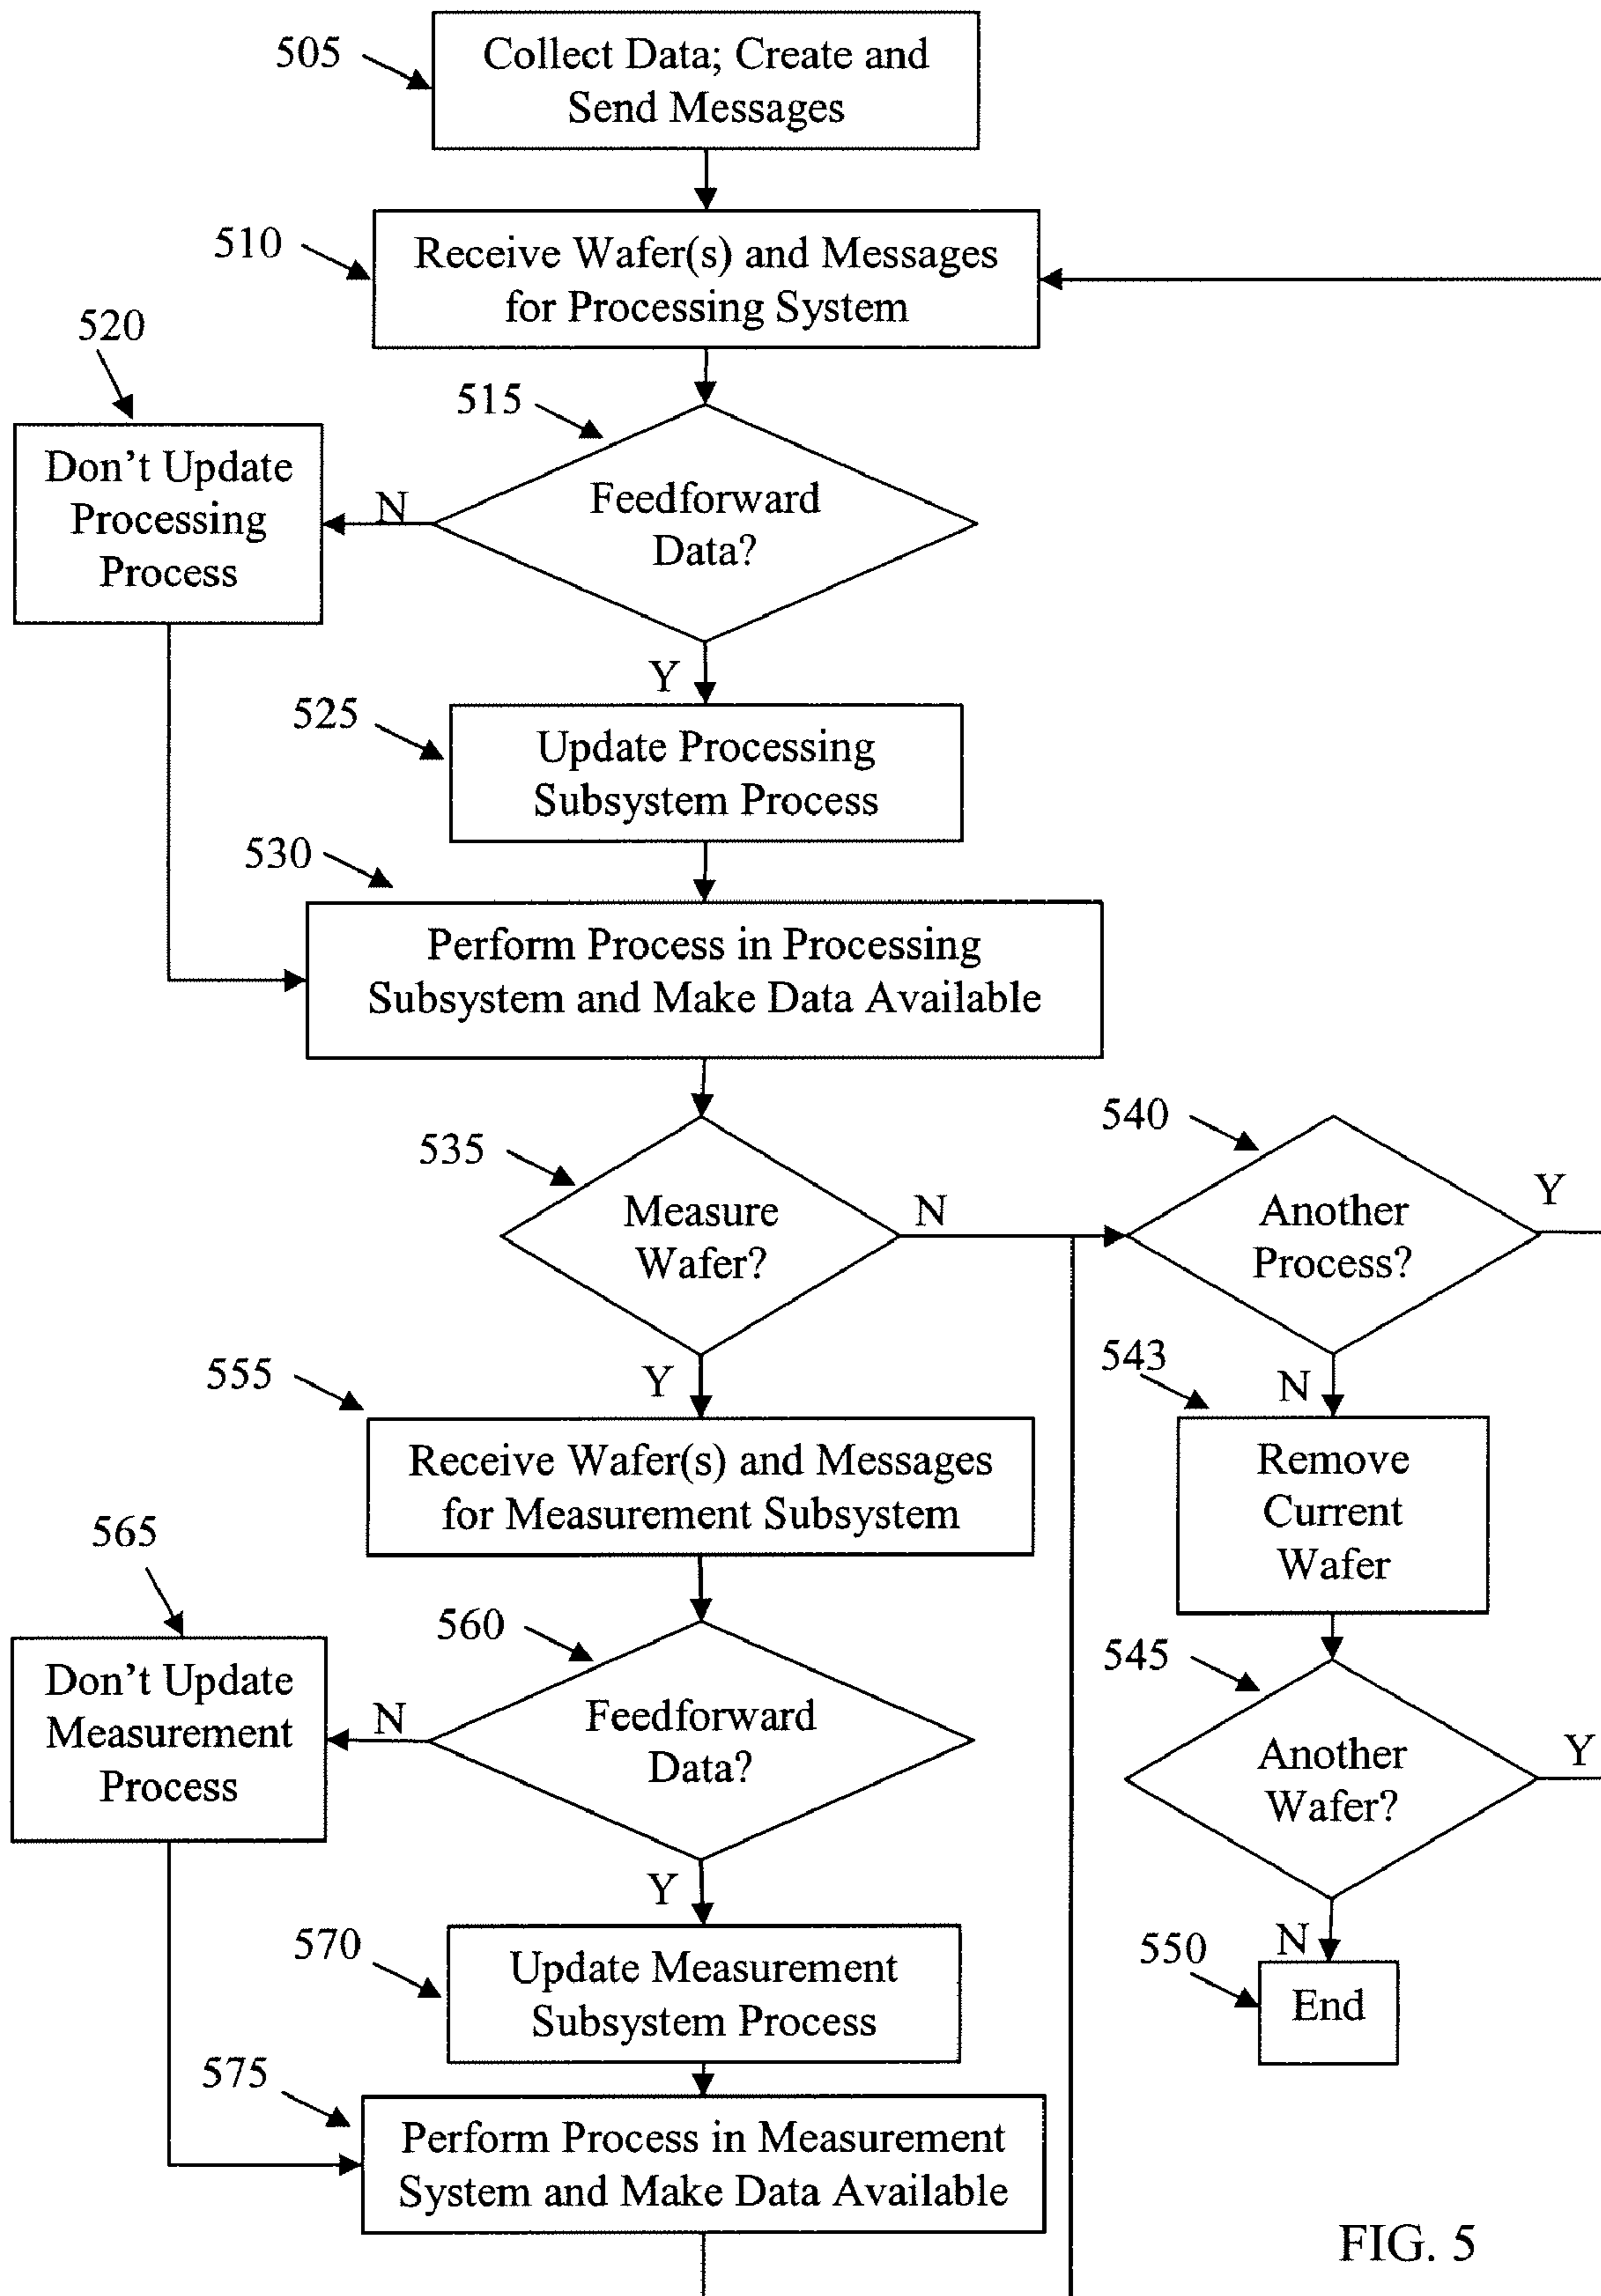 505
Collect Data; Create and
Send Messages
510
Receive Wafer(s) and Messages
for Processing System
520
515
Don't Update
Processing
Process
N
Feedforward
Data?
Y
525
Update Processing
Subsystem Process
530
Perform Process in Processing
Subsystem and Make Data Available
535
Measure
Wafer?
N
540
Another
Process?
Y
Y
543
N
555
Receive Wafer(s) and Messages
for Measurement Subsystem
Remove
Current
Wafer
565
560
545
Don't Update
Measurement
Process
N
Feedforward
Data?
Another
Wafer?
Y
Y
N
570
Update Measurement
Subsystem Process
550
End
575
Perform Process in Measurement
System and Make Data Available
FIG. 5